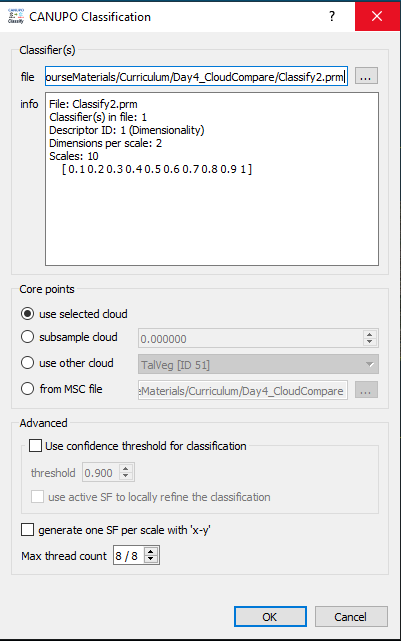 CANUPO
Classify
CANUPO Classification
?
Classifier(s)
file
ourseMaterials/Curriculum/Day4_CloudCompare/Classify2.prm
...
info
File: Classify2.prm
Classifier(s) in file: 1
Descriptor ID: 1 (Dimensionality)
Dimensions per scale: 2
Scales: 10
[ 0.1 0.2 0.3 0.4 0.5 0.6 0.7 0.8 0.9 1 ]
Core points
use selected cloud
subsample cloud
0.000000
use other cloud
TalVeg [ID 51]
from MSC file
eMaterials/Curriculum/Day4_CloudCompare
...
Advanced
Use confidence threshold for classification
threshold
0.900
use active SF to locally refine the classification
generate one SF per scale with 'x-y'
Max thread count
8 / 8
OK
Cancel